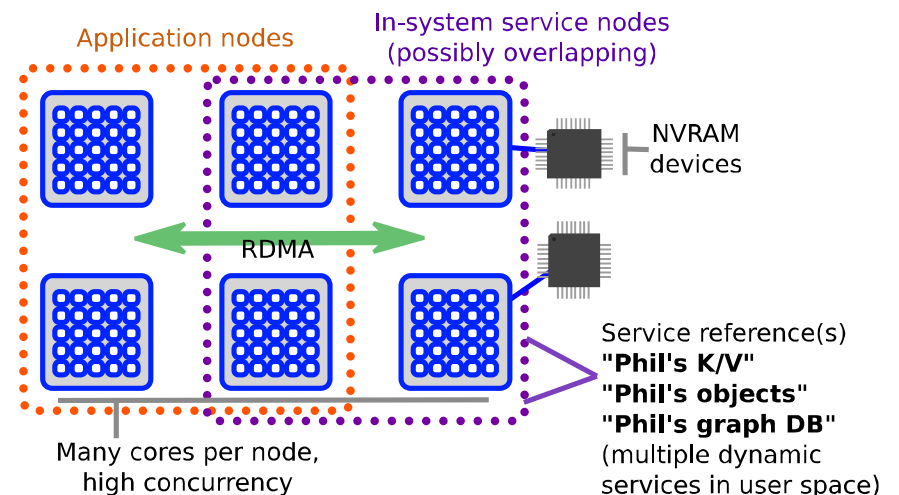 Application nodes
In-system service nodes
(possibly overlapping)
NVRAM
devices
RDMA
Service reference(s)
"Phil's K/V"
"Phil's objects"
"Phil's graph DB"
(multiple dynamic
services in user space)
Many cores per node,
high concurrency